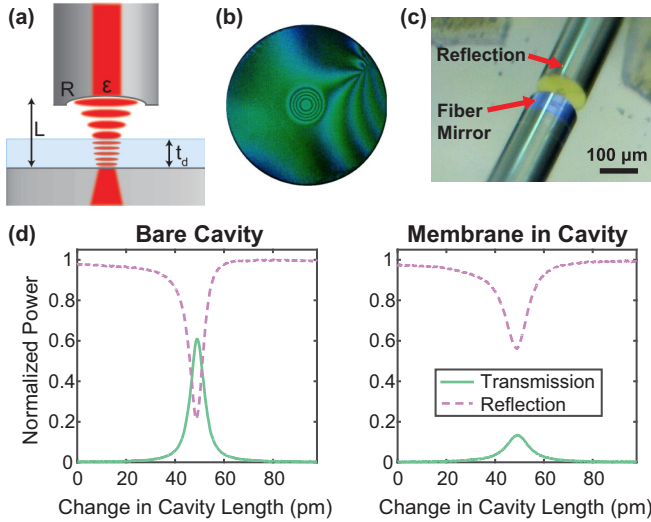 (a)
R
ε
L
t_d
(b)
(c)
Reflection
Fiber
Mirror
100 µm
(d)
Bare Cavity
Normalized Power
1
0.8
0.6
0.4
0.2
0
0 20 40 60 80
Change in Cavity Length (pm)
Membrane in Cavity
1
0.8
0.6
Transmission
Reflection
0.2
0
0 20 40 60 80
Change in Cavity Length (pm)